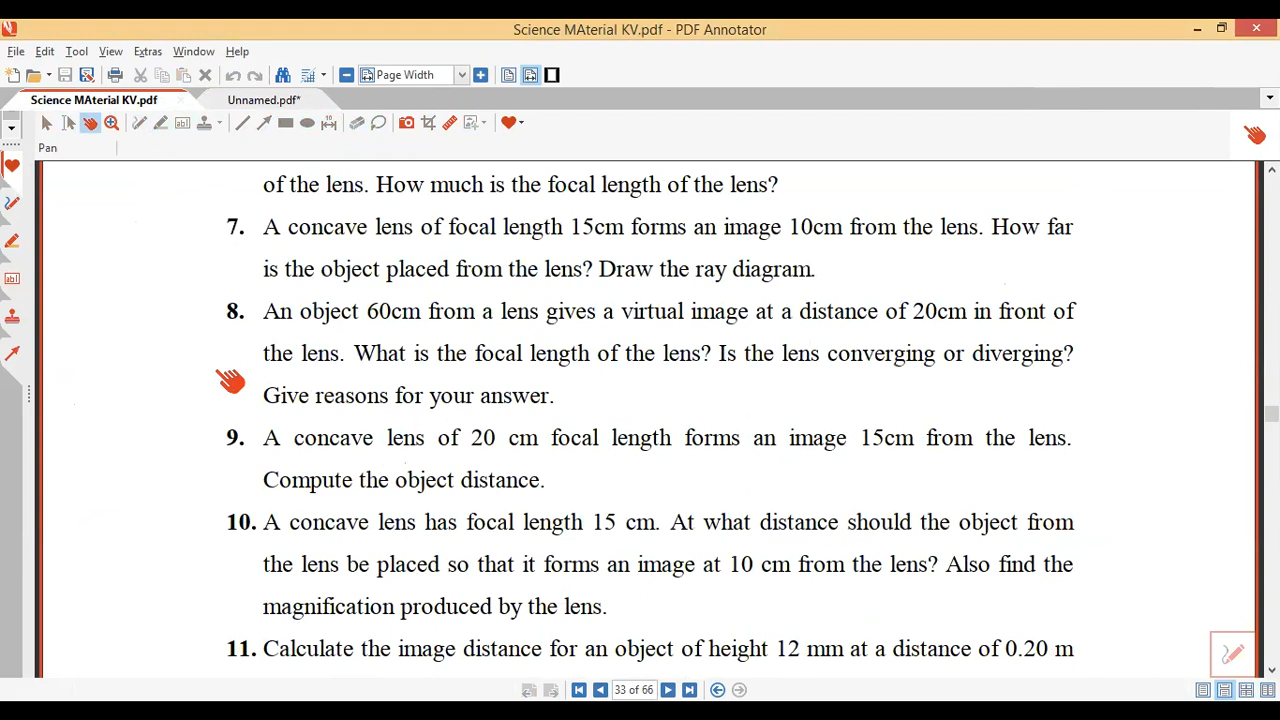 Science MAterial KV.pdf - PDF Annotator
File Edit Tool View Extras Window Help
Page Width
Science MAterial KV.pdf Unnamed.pdf*
Pan
of the lens. How much is the focal length of the lens?
7. A concave lens of focal length 15cm forms an image 10cm from the lens. How far
is the object placed from the lens? Draw the ray diagram.
8. An object 60cm from a lens gives a virtual image at a distance of 20cm in front of
the lens. What is the focal length of the lens? Is the lens converging or diverging?
Give reasons for your answer.
9. A concave lens of 20 cm focal length forms an image 15cm from the lens.
Compute the object distance.
10. A concave lens has focal length 15 cm. At what distance should the object from
the lens be placed so that it forms an image at 10 cm from the lens? Also find the
magnification produced by the lens.
11. Calculate the image distance for an object of height 12 mm at a distance of 0.20 m
33 of 66